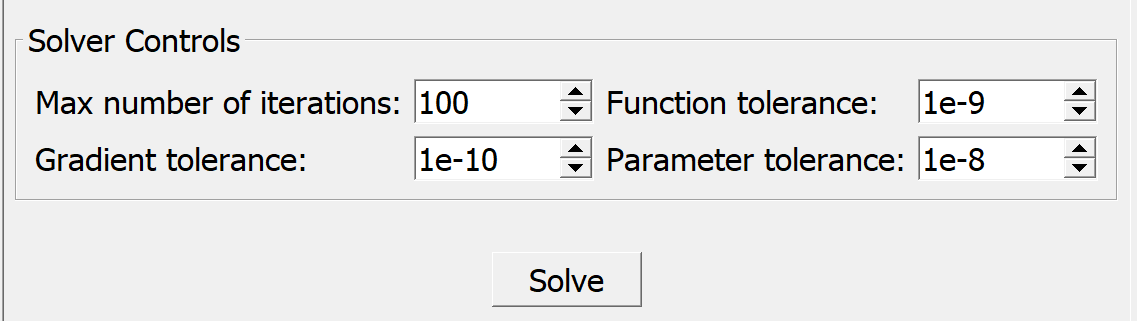 Solver Controls
Max number of iterations: 100 Function tolerance: 1e-9
Gradient tolerance: 1e-10 Parameter tolerance: 1e-8
Solve